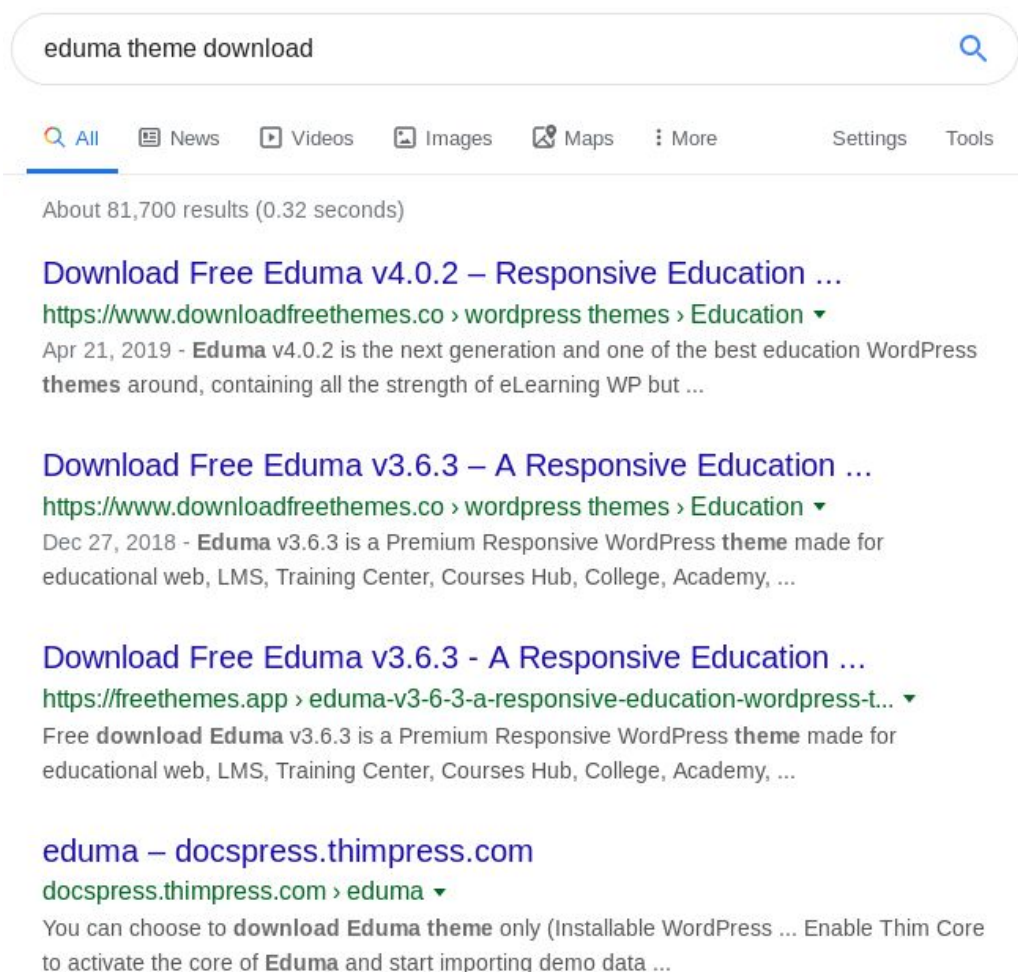 eduma theme download
All News Videos Images Maps More Settings Tools
About 81,700 results (0.32 seconds)
Download Free Eduma v4.0.2 – Responsive Education ...
https://www.downloadfreethemes.co › wordpress themes › Education
Apr 21, 2019 - Eduma v4.0.2 is the next generation and one of the best education WordPress
themes around, containing all the strength of eLearning WP but ...
Download Free Eduma v3.6.3 – A Responsive Education ...
https://www.downloadfreethemes.co › wordpress themes › Education
Dec 27, 2018 - Eduma v3.6.3 is a Premium Responsive WordPress theme made for
educational web, LMS, Training Center, Courses Hub, College, Academy, ...
Download Free Eduma v3.6.3 - A Responsive Education ...
https://freethemes.app › eduma-v3-6-3-a-responsive-education-wordpress-t...
Free download Eduma v3.6.3 is a Premium Responsive WordPress theme made for
educational web, LMS, Training Center, Courses Hub, College, Academy, ...
eduma – docspress.thimpress.com
docspress.thimpress.com › eduma
You can choose to download Eduma theme only (Installable WordPress ... Enable Thim Core
to activate the core of Eduma and start importing demo data ...